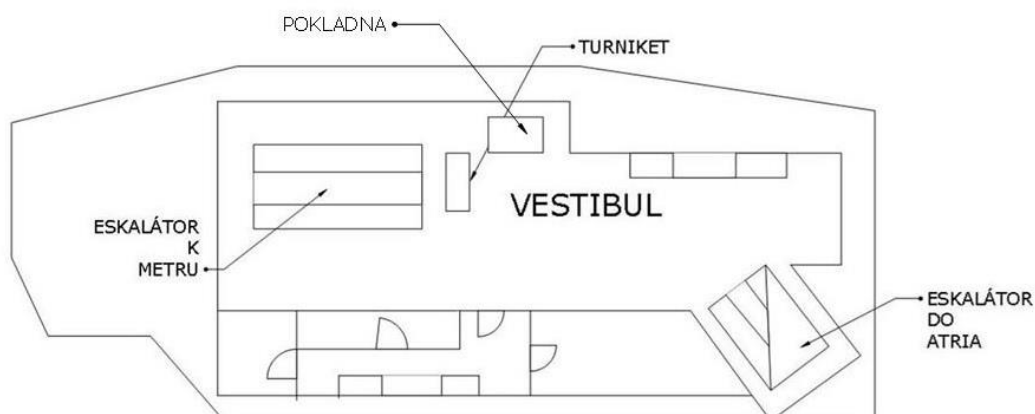 POKLADNA
TURNIKET
VESTIBUL
ESKALÁTOR
K
METRU
ESKALÁTOR
DO
ATRIA